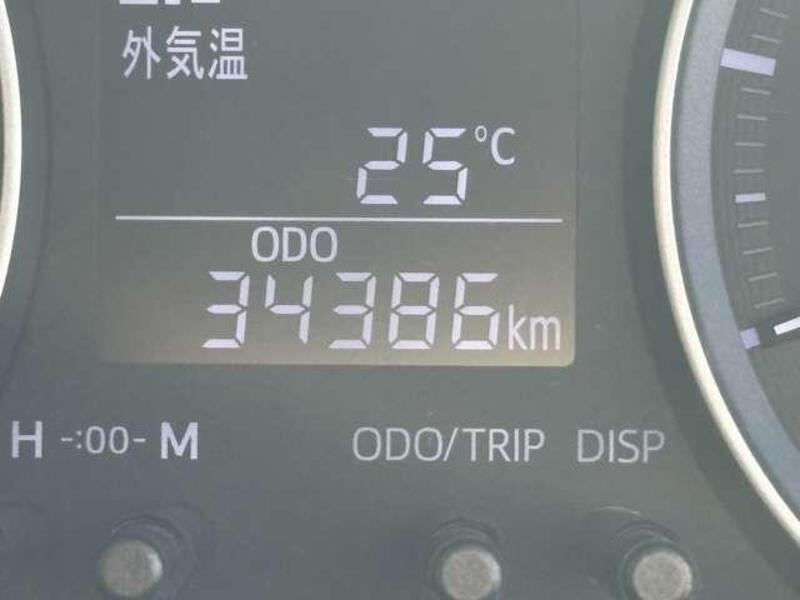 外気温
25°C
ODO
34386km
H -:00- M ODO/TRIP DISP